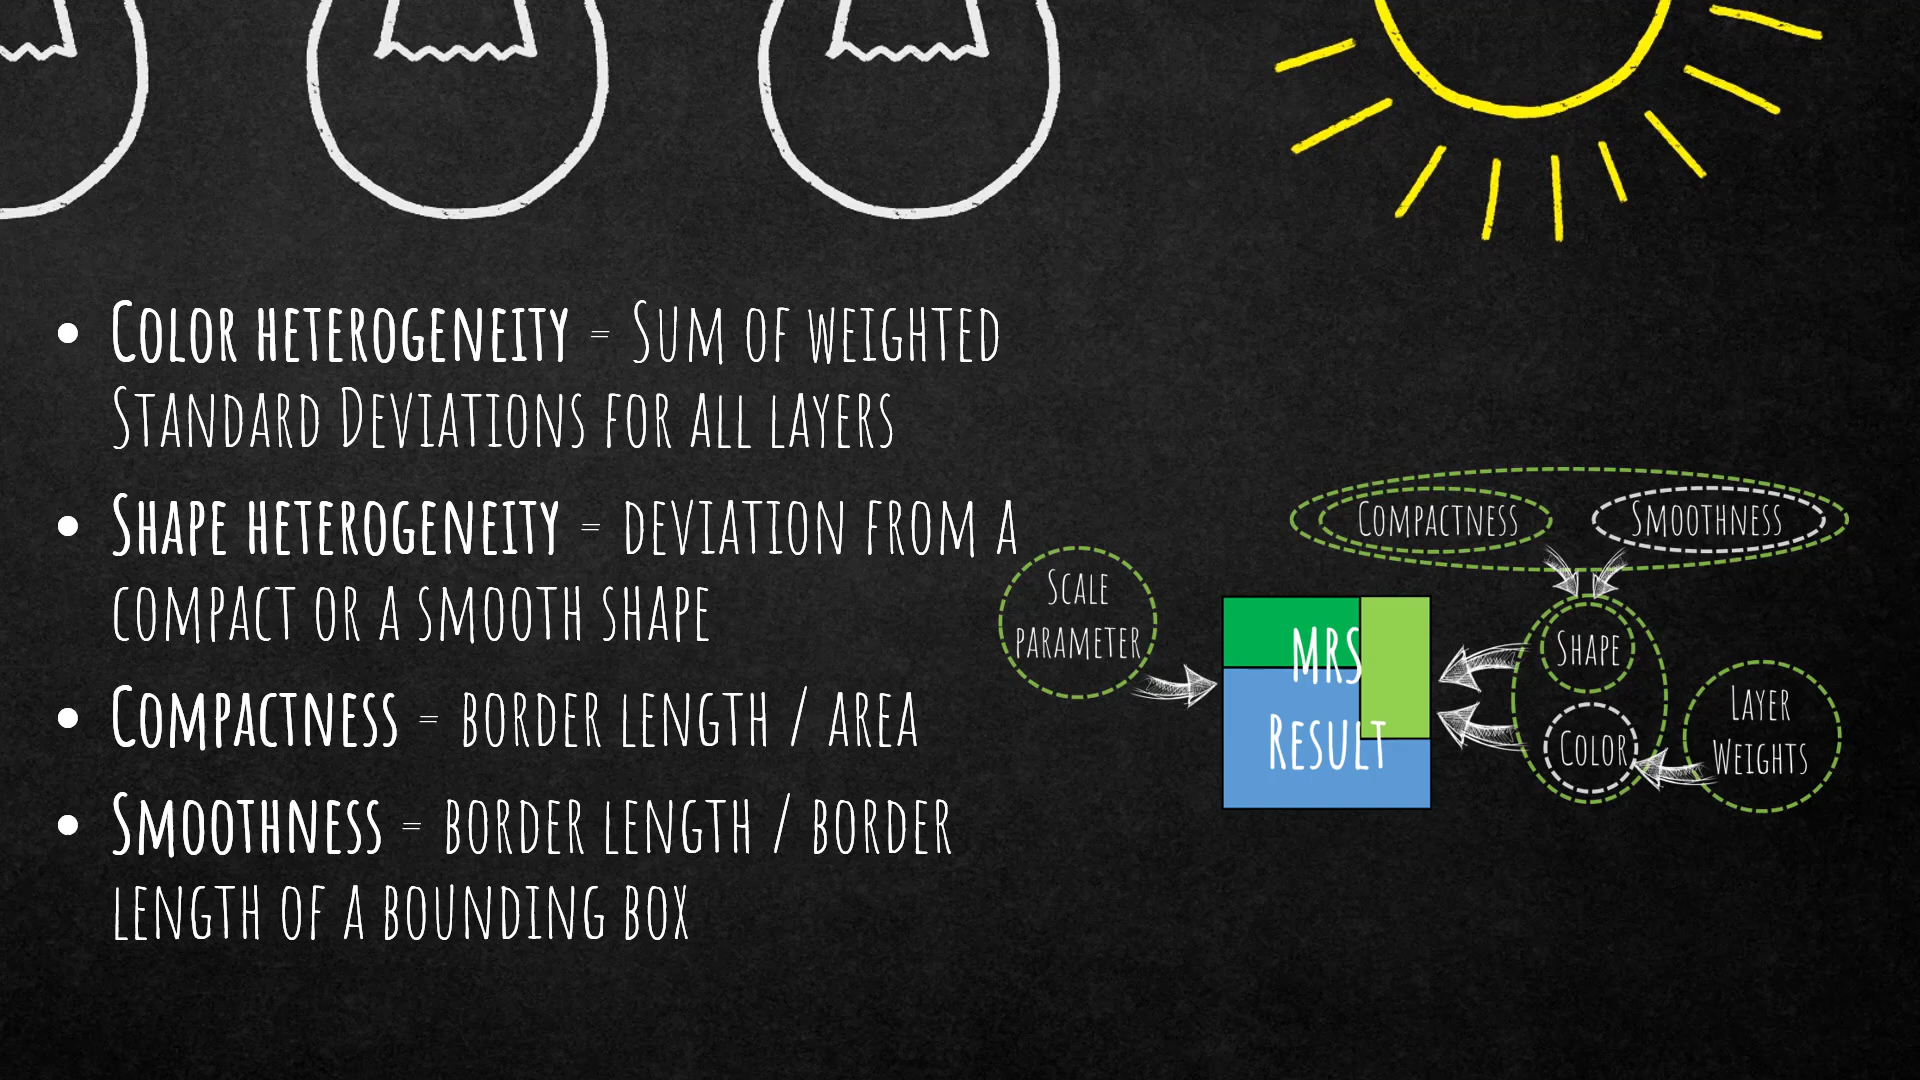 • Color heterogeneity = Sum of weighted
Standard Deviations for all layers
• Shape heterogeneity = deviation from a
compact or a smooth shape
• Compactness = border length / area
• Smoothness = border length / border
length of a bounding box
Compactness
Smoothness
Scale
parameter
MRS
Result
Shape
Color
Layer
Weights